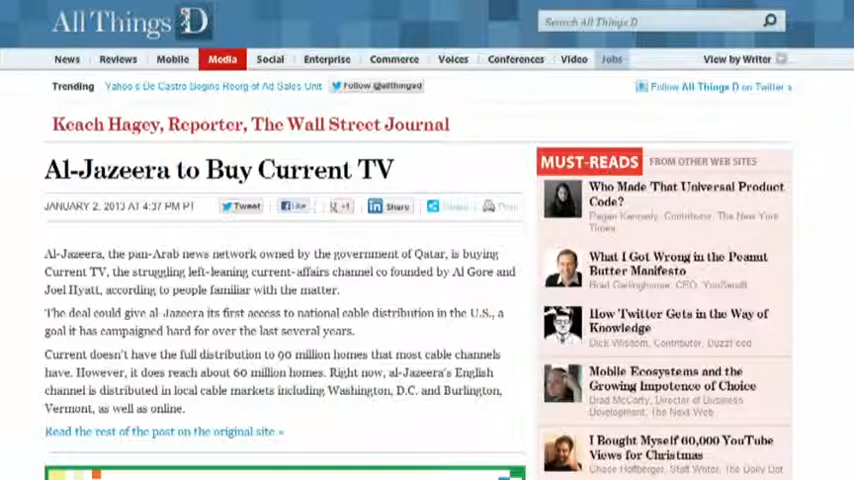 All Things D
Search All Things D
News Reviews Mobile Media Social Enterprise Commerce Voices Conferences Video Jobs View by Writer
Trending Yahoo's De Castro Begins Reorg of Ad Sales Unit Follow @allthingsd Follow All Things D on Twitter »
Keach Hagey, Reporter, The Wall Street Journal
Al-Jazeera to Buy Current TV
JANUARY 2, 2013 AT 4:37 PM PT Tweet Like +1 Share Share Print
Al-Jazeera, the pan-Arab news network owned by the government of Qatar, is buying
Current TV, the struggling left-leaning current-affairs channel co founded by Al Gore and
Joel Hyatt, according to people familiar with the matter.
The deal could give al-Jazeera its first access to national cable distribution in the U.S., a
goal it has campaigned hard for over the last several years.
Current doesn't have the full distribution to 90 million homes that most cable channels
have. However, it does reach about 60 million homes. Right now, al-Jazeera's English
channel is distributed in local cable markets including Washington, D.C. and Burlington,
Vermont, as well as online.
Read the rest of the post on the original site »
MUST-READS FROM OTHER WEB SITES
Who Made That Universal Product
Code?
Pagan Kennedy, Contributor, The New York
Times
What I Got Wrong in the Peanut
Butter Manifesto
Brad Garlinghouse, CEO, YouSendIt
How Twitter Gets in the Way of
Knowledge
Dick Wisdom, Contributor, BuzzFeed
Mobile Ecosystems and the
Growing Impotence of Choice
Brad McCarty, Director of Business
Development, The Next Web
I Bought Myself 60,000 YouTube
Views for Christmas
Chase Hoffberger, Staff Writer, The Daily Dot